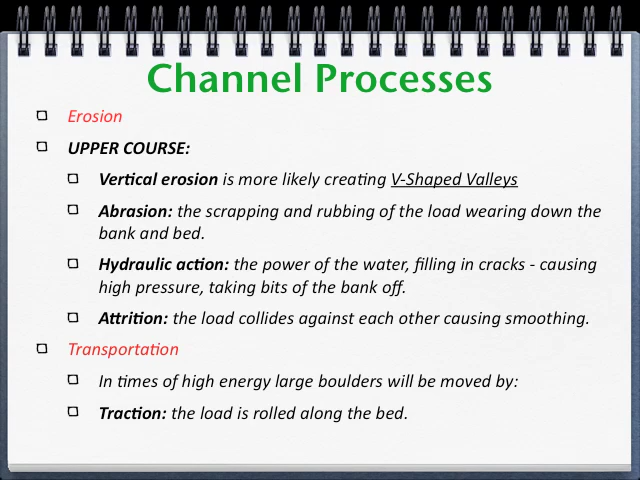 Channel Processes
Erosion
UPPER COURSE:
Vertical erosion is more likely creating V-Shaped Valleys
Abrasion: the scrapping and rubbing of the load wearing down the
bank and bed.
Hydraulic action: the power of the water, filling in cracks - causing
high pressure, taking bits of the bank off.
Attrition: the load collides against each other causing smoothing.
Transportation
In times of high energy large boulders will be moved by:
Traction: the load is rolled along the bed.